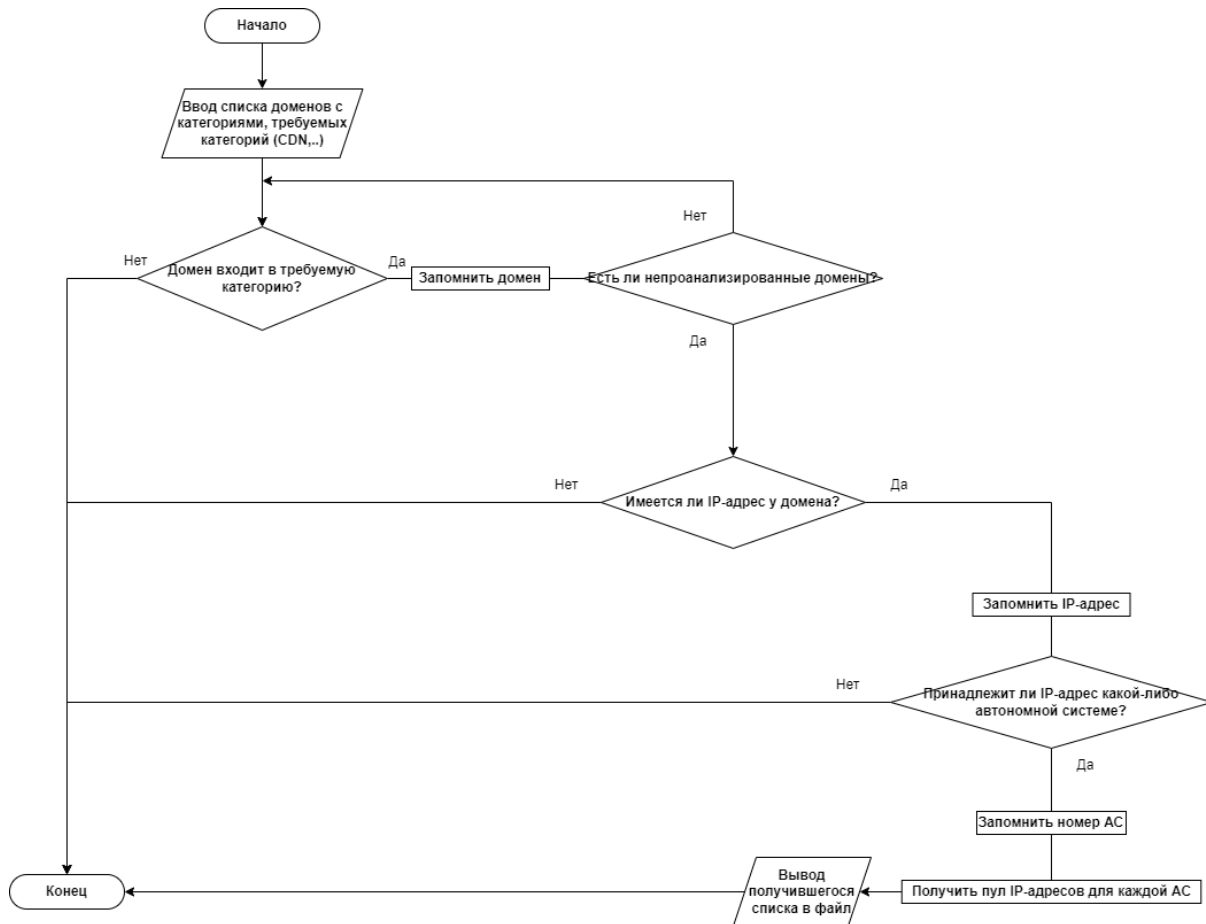 Начало
Ввод списка доменов с
категориями, требуемых
категорий (CDN,..)
Нет
Нет
Домен входит в требуемую
категорию?
Да
Запомнить домен
Есть ли непроанализированные домены?
Да
Нет
Имеется ли IP-адрес у домена?
Да
Запомнить IP-адрес
Нет
Принадлежит ли IP-адрес какой-либо
автономной системе?
Да
Запомнить номер АС
Получить пул IP-адресов для каждой АС
Вывод
получившегося
списка в файл
Конец